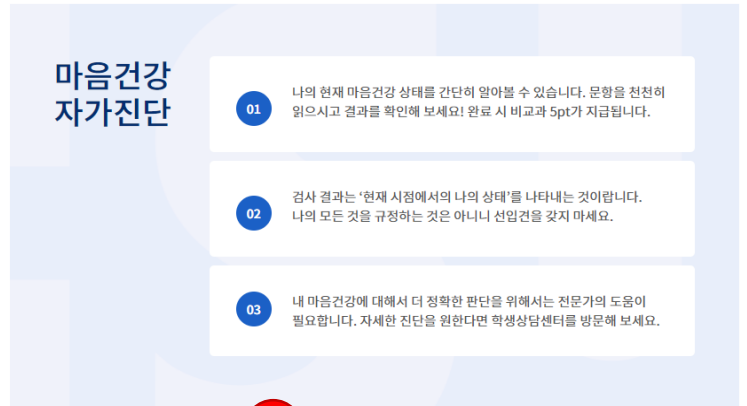 마음건강
자가진단
01
나의 현재 마음건강 상태를 간단히 알아볼 수 있습니다. 문항을 천천히
읽으시고 결과를 확인해 보세요! 완료 시 비교과 5pt가 지급됩니다.
02
검사 결과는 ‘현재 시점에서의 나의 상태’를 나타내는 것이랍니다.
나의 모든 것을 규정하는 것은 아니니 선입견을 갖지 마세요.
03
내 마음건강에 대해서 더 정확한 판단을 위해서는 전문가의 도움이
필요합니다. 자세한 진단을 원한다면 학생상담센터를 방문해 보세요.